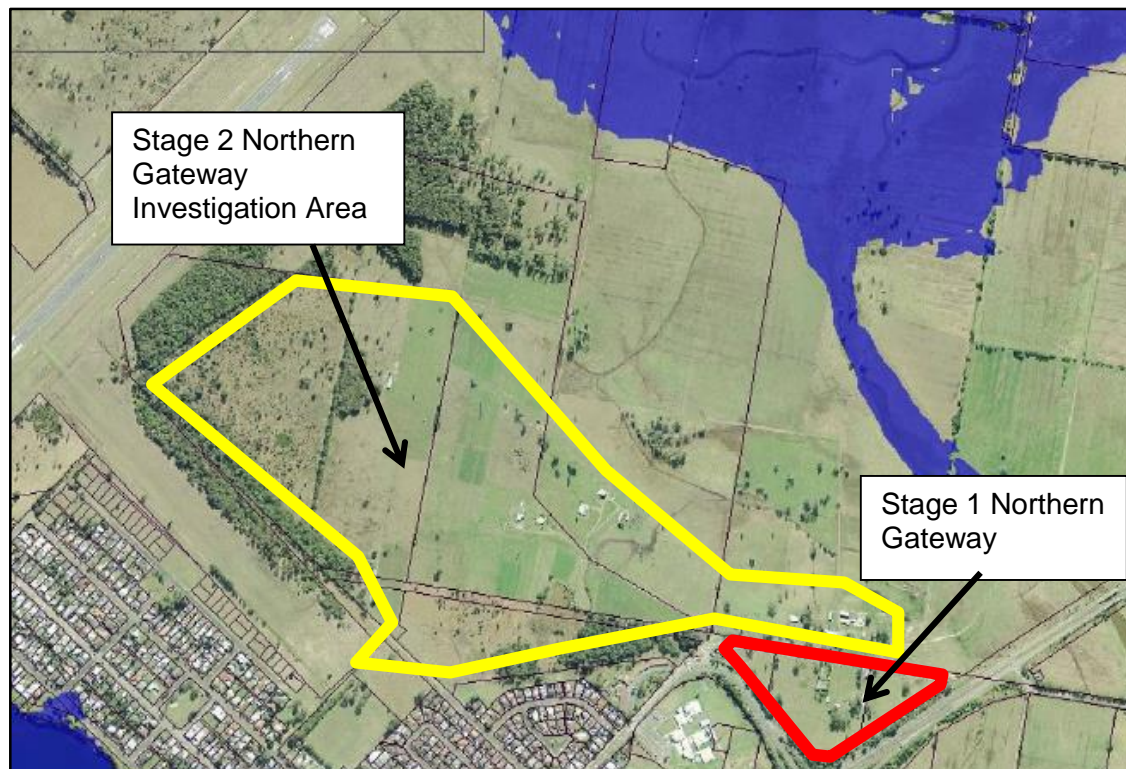 Stage 2 Northern
Gateway
Investigation Area
Stage 1 Northern
Gateway